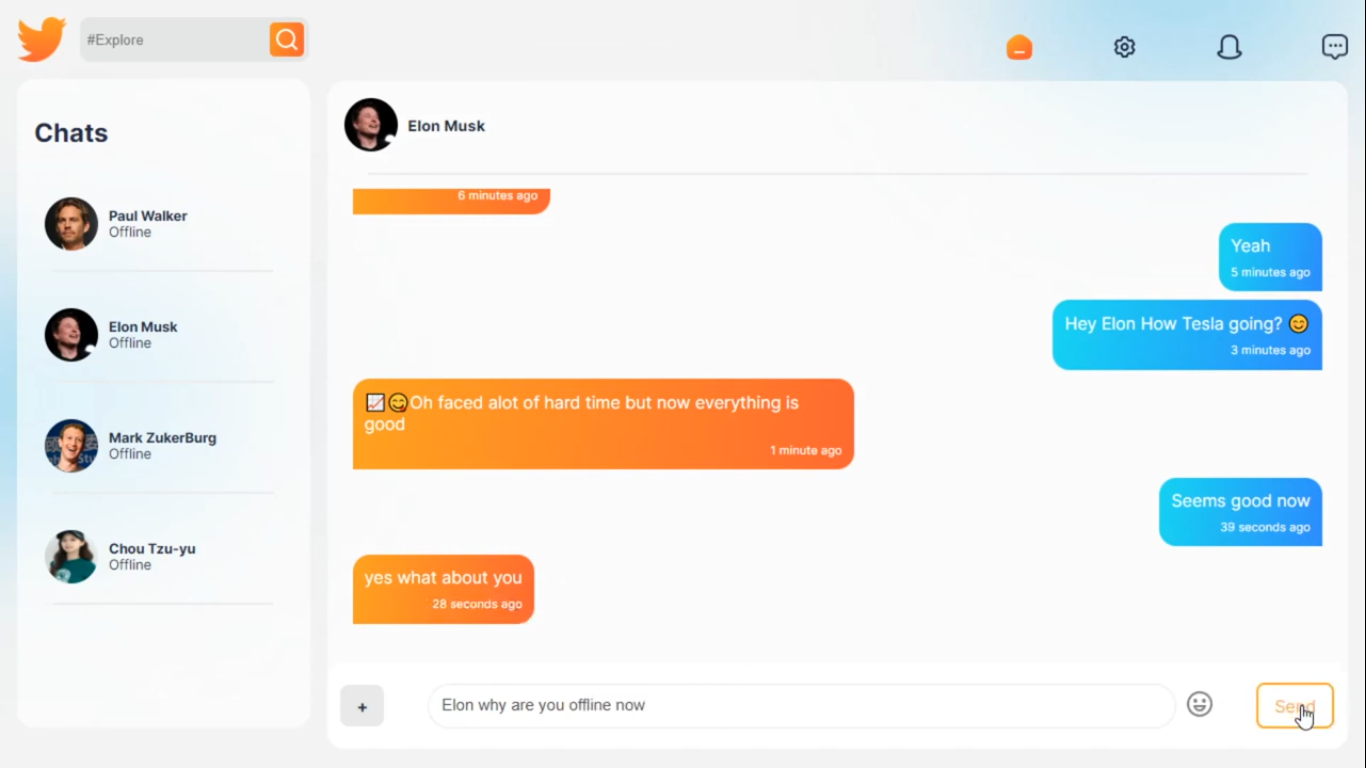 #Explore
Chats
Paul Walker
Offline
Elon Musk
Offline
Mark ZukerBurg
Offline
Chou Tzu-yu
Offline
Elon Musk
6 minutes ago
Yeah
5 minutes ago
Hey Elon How Tesla going? 😊
3 minutes ago
📈😋Oh faced alot of hard time but now everything is
good
1 minute ago
Seems good now
39 seconds ago
yes what about you
28 seconds ago
+
Elon why are you offline now
Send